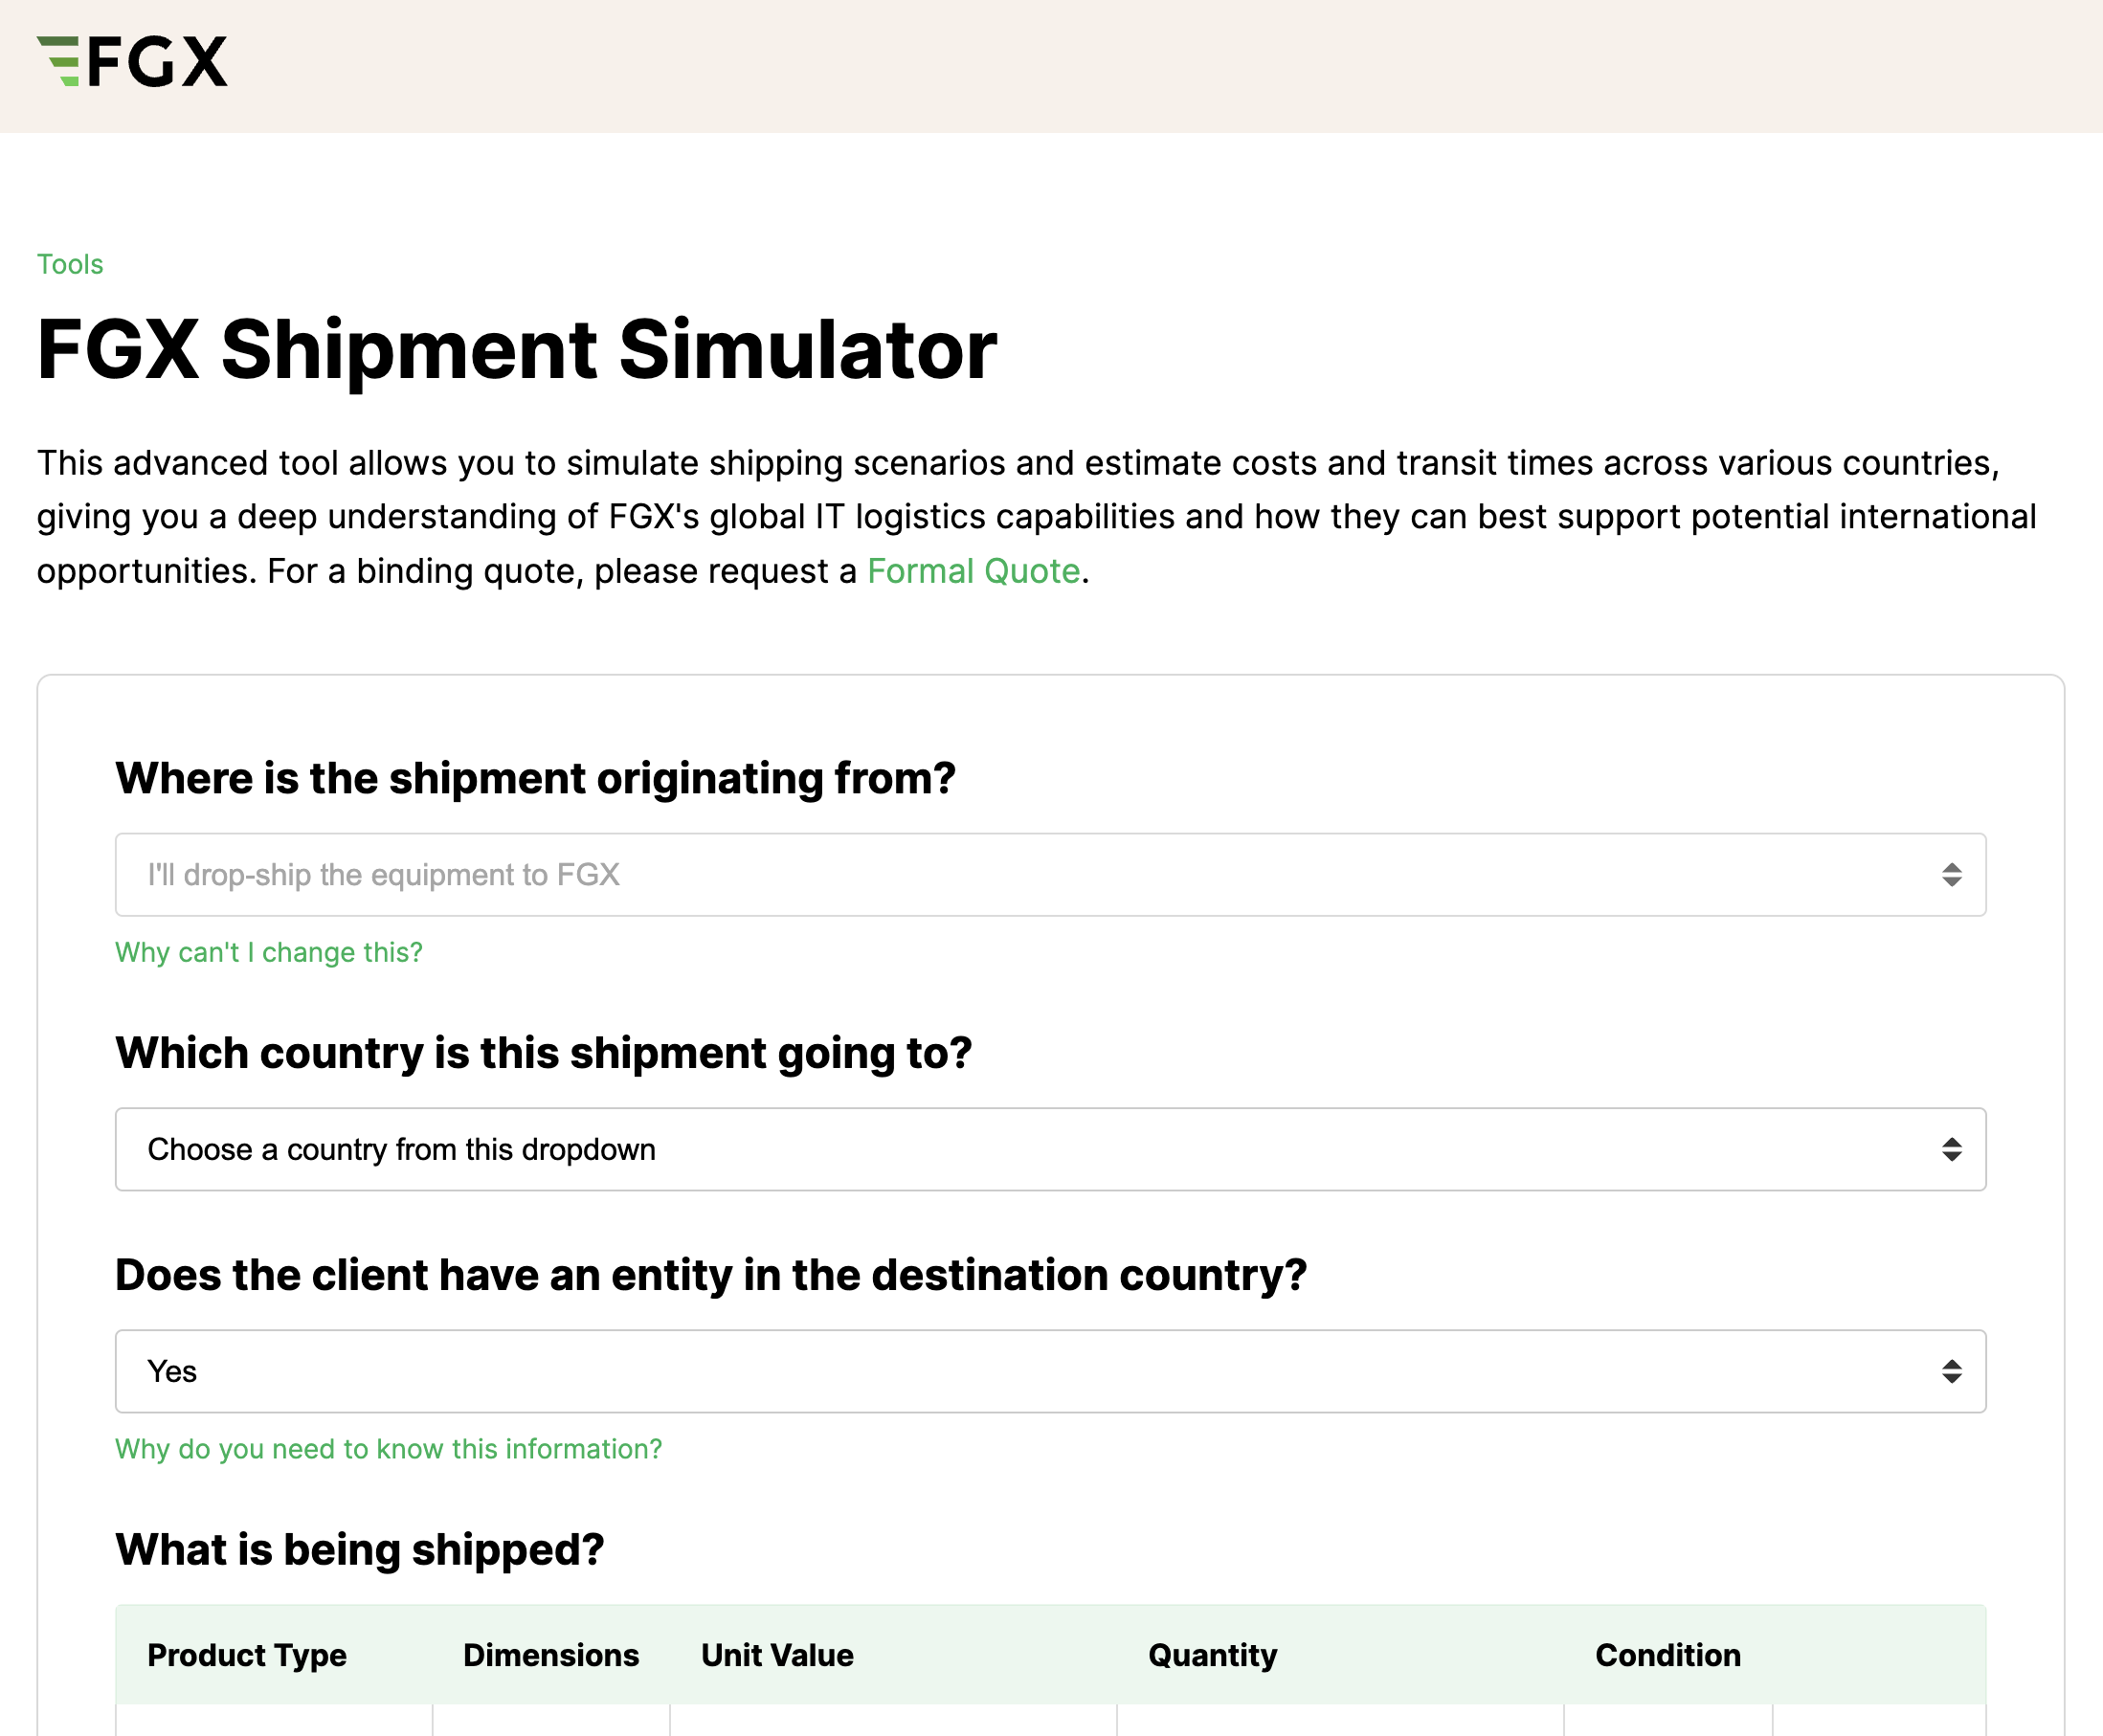 FGX
Tools
FGX Shipment Simulator
This advanced tool allows you to simulate shipping scenarios and estimate costs and transit times across various countries,
giving you a deep understanding of FGX's global IT logistics capabilities and how they can best support potential international
opportunities. For a binding quote, please request a Formal Quote.
Where is the shipment originating from?
I'll drop-ship the equipment to FGX
Why can't I change this?
Which country is this shipment going to?
Choose a country from this dropdown
Does the client have an entity in the destination country?
Yes
Why do you need to know this information?
What is being shipped?
Product Type Dimensions Unit Value Quantity Condition